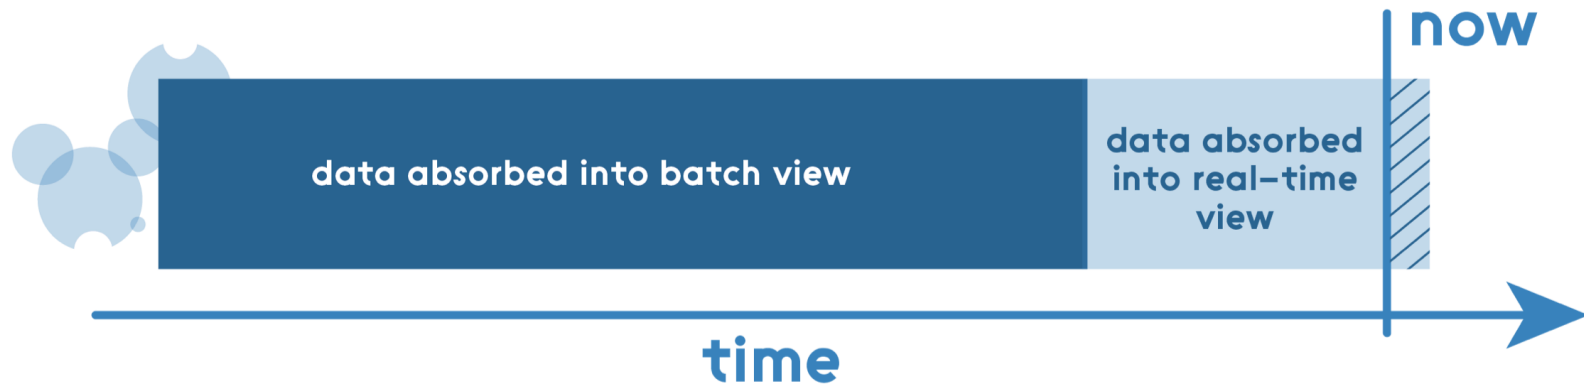 now
data absorbed into batch view
data absorbed
into real-time
view
time